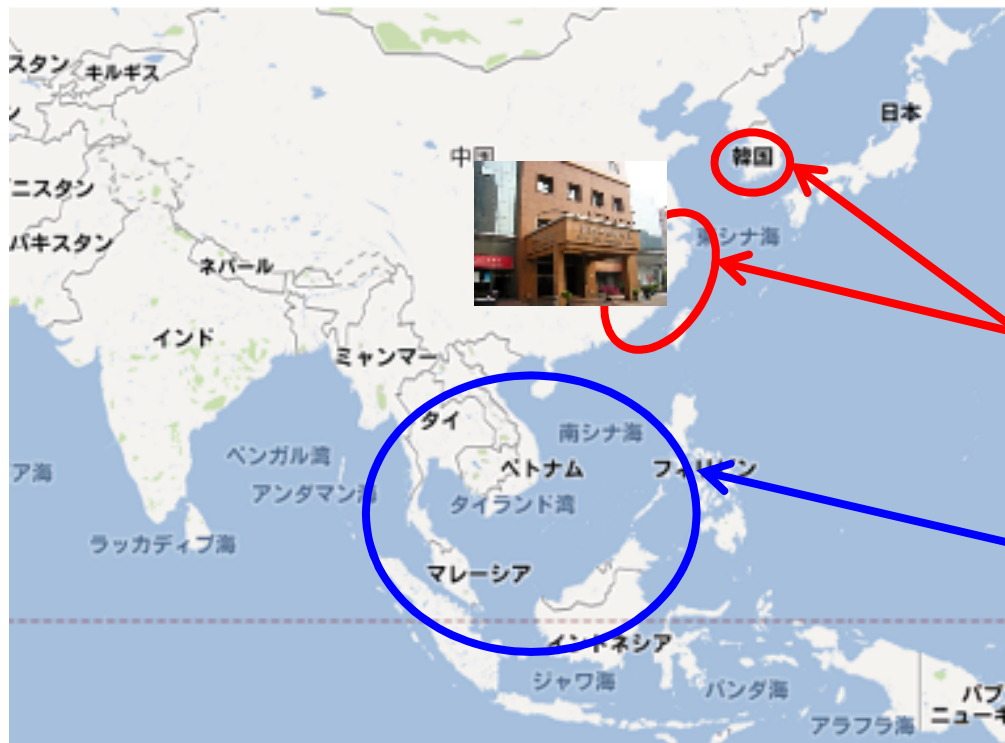 スタン
キルギス
日本
中国
韓国
ニスタン
パキスタン
東シナ海
ネパール
インド
ミャンマー
タイ
南シナ海
ベンガル湾
ベトナム
フィリピン
ア海
アンダマン海
タイランド湾
ラッカディブ海
マレーシア
インドネシア
ジャワ海
バンダ海
パプ
ニューギ
アラフラ海